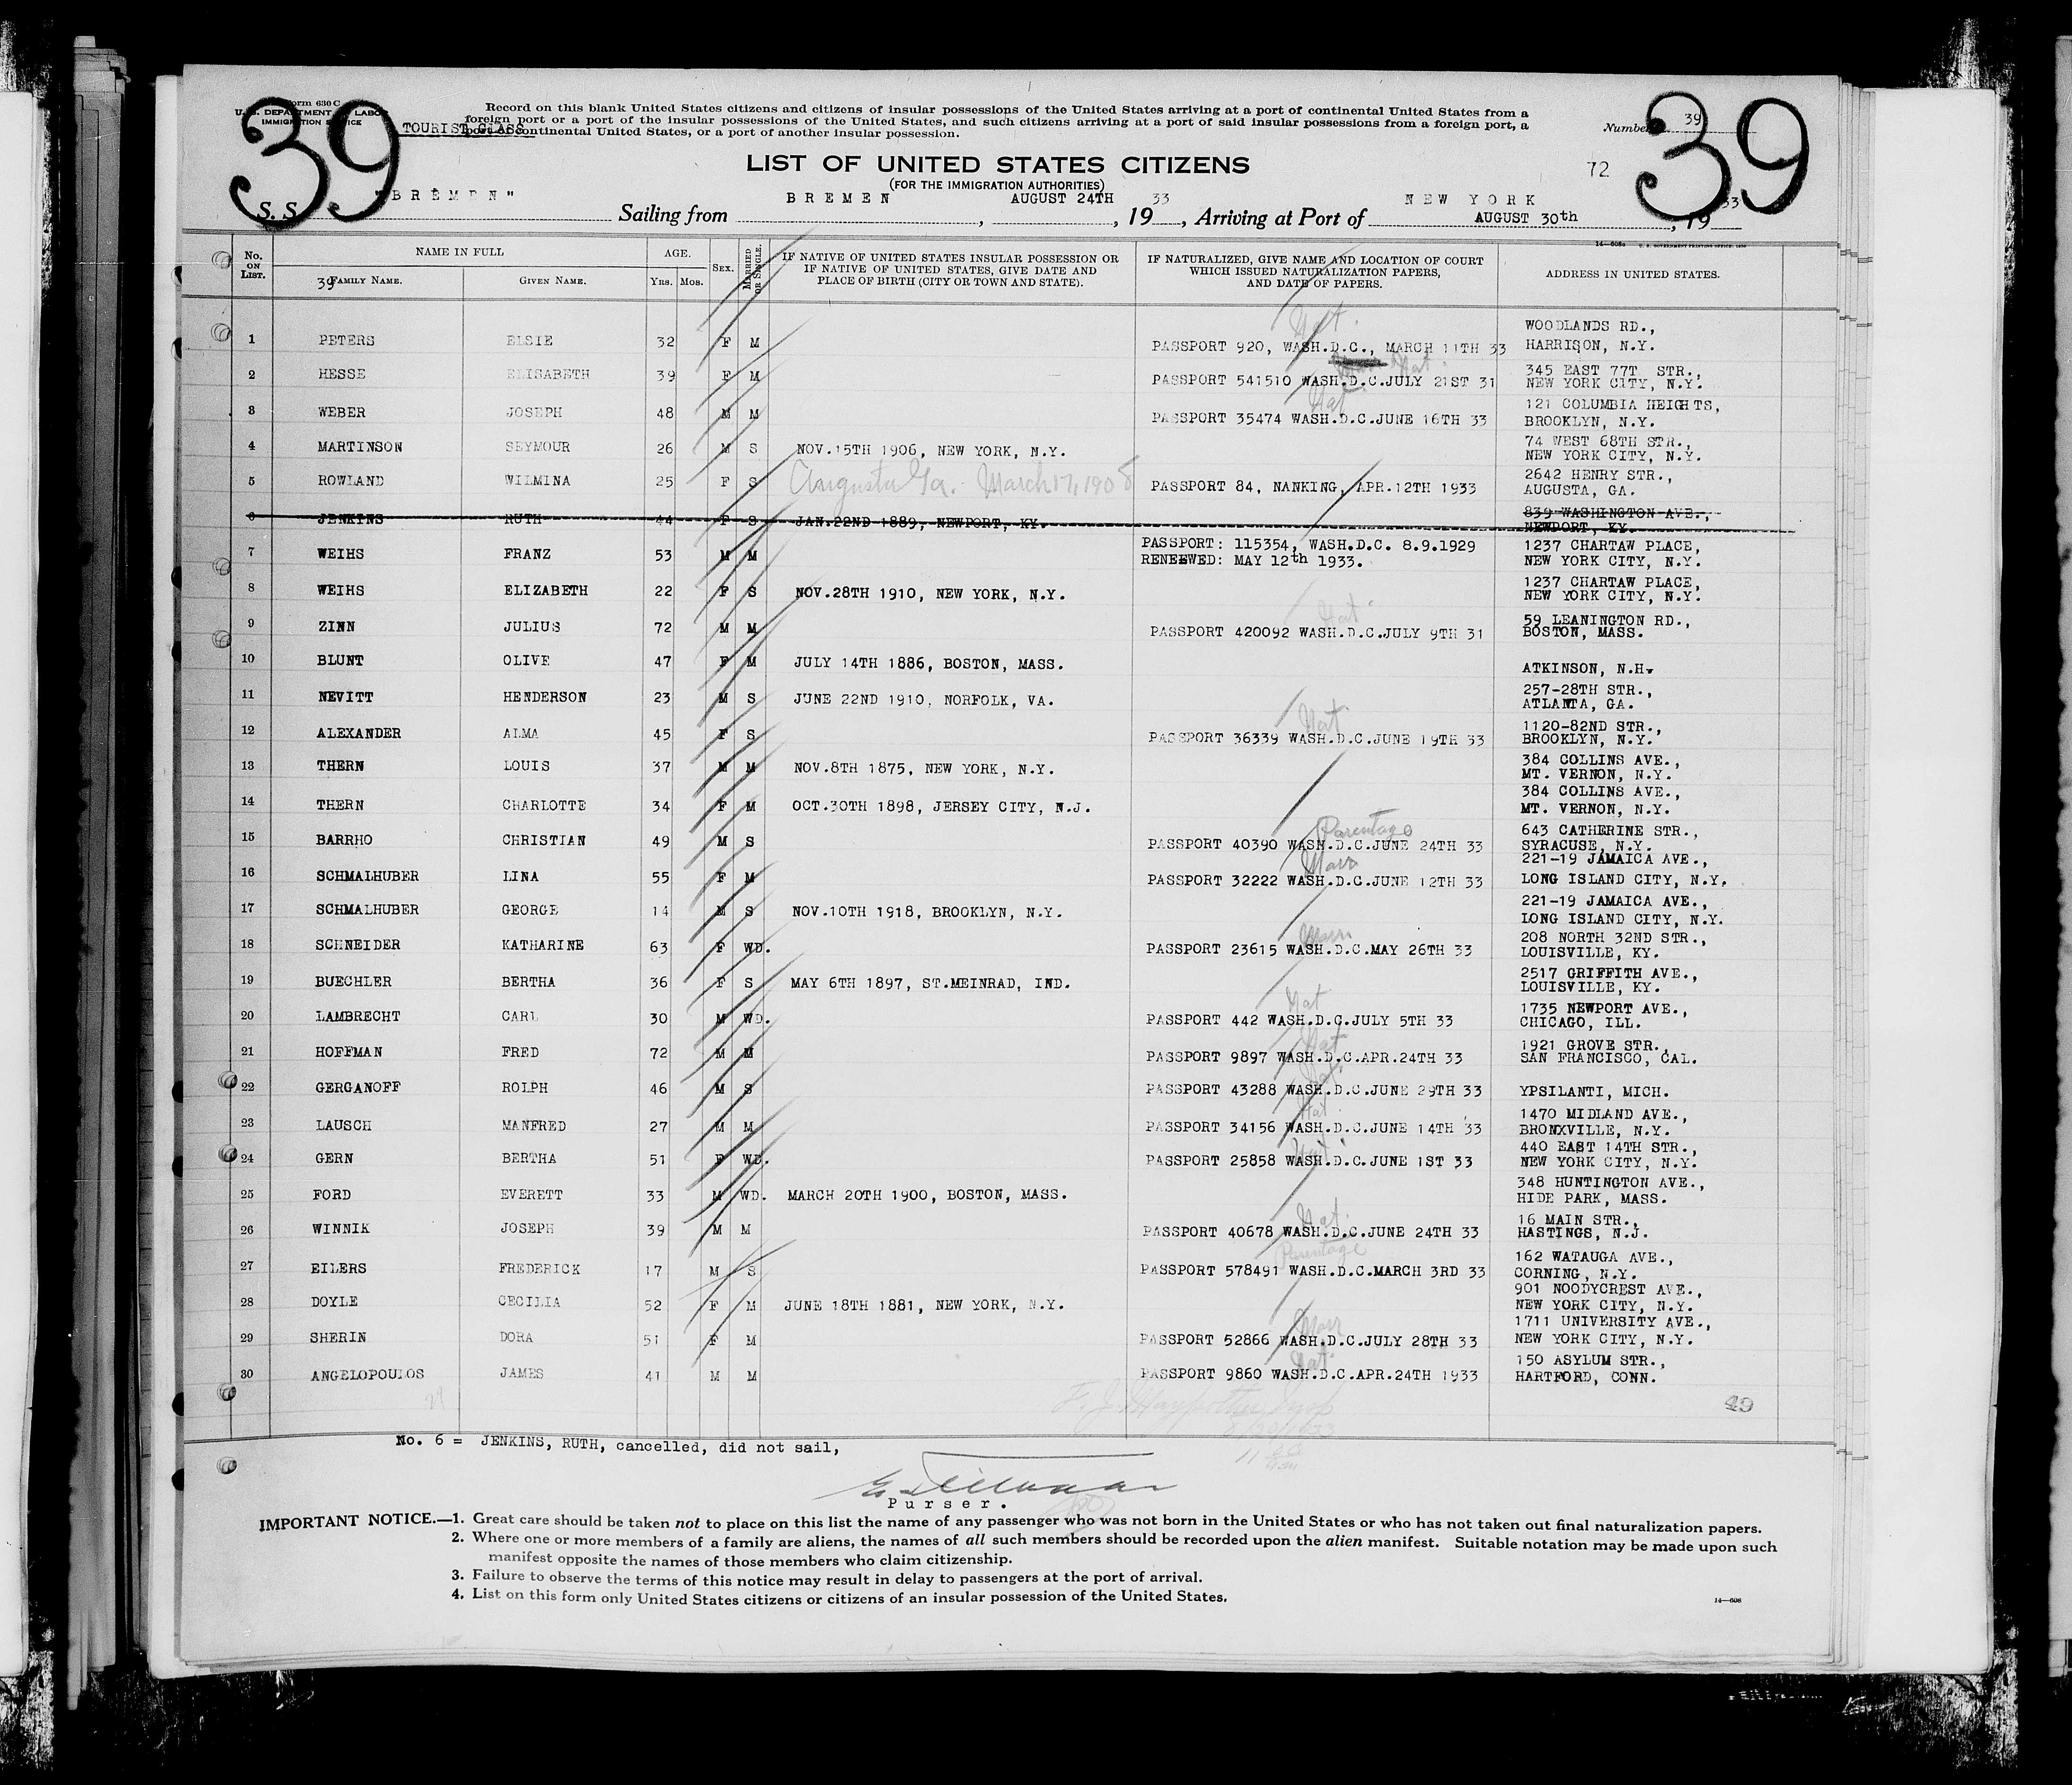 39
Form 630 C
U. S. DEPARTMENT OF LABOR
IMMIGRATION SERVICE
TOURIST CLASS
Record on this blank United States citizens and citizens of insular possessions of the United States arriving at a port of continental United States from a
foreign port or a port of the insular possessions of the United States, and such citizens arriving at a port of said insular possessions from a foreign port, a
port of continental United States, or a port of another insular possession.
Number 39
39
LIST OF UNITED STATES CITIZENS
72
(FOR THE IMMIGRATION AUTHORITIES)
S. S. "BREMEN" Sailing from BREMEN, AUGUST 24TH, 1933, Arriving at Port of NEW YORK AUGUST 30th, 1933
14—608a U. S. GOVERNMENT PRINTING OFFICE: 1930
No. ON LIST. NAME IN FULL AGE. SEX. MARRIED OR SINGLE. IF NATIVE OF UNITED STATES INSULAR POSSESSION OR IF NATIVE OF UNITED STATES, GIVE DATE AND PLACE OF BIRTH (CITY OR TOWN AND STATE). IF NATURALIZED, GIVE NAME AND LOCATION OF COURT WHICH ISSUED NATURALIZATION PAPERS, AND DATE OF PAPERS. ADDRESS IN UNITED STATES.
39 FAMILY NAME. GIVEN NAME. YRS. MOS.
1 PETERS ELSIE 32 F M Nat. PASSPORT 920, WASH.D.C., MARCH 11TH 33 WOODLANDS RD., HARRISON, N.Y.
2 HESSE ELISABETH 39 F M Nat. PASSPORT 541510 WASH.D.C.JULY 21ST 31 345 EAST 77T STR., NEW YORK CITY, N.Y.
3 WEBER JOSEPH 48 M M Nat PASSPORT 35474 WASH.D.C.JUNE 16TH 33 121 COLUMBIA HEIGHTS, BROOKLYN, N.Y.
4 MARTINSON SEYMOUR 26 M S NOV.15TH 1906, NEW YORK, N.Y. 74 WEST 68TH STR., NEW YORK CITY, N.Y.
5 ROWLAND WILMINA 25 F S Augusta Ga. March 17, 1908 PASSPORT 84, NANKING, APR.12TH 1933 2642 HENRY STR., AUGUSTA, GA.
6 JENKINS RUTH 44 F S JAN.22ND 1889, NEWPORT, KY. 839 WASHINGTON AVE., NEWPORT, KY.
7 WEIHS FRANZ 53 M M PASSPORT: 115354, WASH.D.C. 8.9.1929 RENEEWED: MAY 12th 1933. 1237 CHARTAW PLACE, NEW YORK CITY, N.Y.
8 WEIHS ELIZABETH 22 F S NOV.28TH 1910, NEW YORK, N.Y. 1237 CHARTAW PLACE, NEW YORK CITY, N.Y.
9 ZINN JULIUS 72 M M Nat PASSPORT 420092 WASH.D.C.JULY 9TH 31 59 LEANINGTON RD., BOSTON, MASS.
10 BLUNT OLIVE 47 F M JULY 14TH 1886, BOSTON, MASS. ATKINSON, N.H.
11 NEVITT HENDERSON 23 M S JUNE 22ND 1910, NORFOLK, VA. 257-28TH STR., ATLANTA, GA.
12 ALEXANDER ALMA 45 F S Nat PASSPORT 36339 WASH.D.C.JUNE 19TH 33 1120-82ND STR., BROOKLYN, N.Y.
13 THERN LOUIS 37 M M NOV.8TH 1875, NEW YORK, N.Y. 384 COLLINS AVE., MT. VERNON, N.Y.
14 THERN CHARLOTTE 34 F M OCT.30TH 1898, JERSEY CITY, N.J. 384 COLLINS AVE., MT. VERNON, N.Y.
15 BARRHO CHRISTIAN 49 M S Parentage PASSPORT 40390 WASH.D.C.JUNE 24TH 33 643 CATHERINE STR., SYRACUSE, N.Y.
16 SCHMALHUBER LINA 55 F M Marr PASSPORT 32222 WASH.D.C.JUNE 12TH 33 221-19 JAMAICA AVE., LONG ISLAND CITY, N.Y.
17 SCHMALHUBER GEORGE 14 M S NOV.10TH 1918, BROOKLYN, N.Y. 221-19 JAMAICA AVE., LONG ISLAND CITY, N.Y.
18 SCHNEIDER KATHARINE 63 F WD. Marr PASSPORT 23615 WASH.D.C.MAY 26TH 33 208 NORTH 32ND STR., LOUISVILLE, KY.
19 BUECHLER BERTHA 36 F S MAY 6TH 1897, ST.MEINRAD, IND. 2517 GRIFFITH AVE., LOUISVILLE, KY.
20 LAMBRECHT CARL 30 M WD. Nat PASSPORT 442 WASH.D.C.JULY 5TH 33 1735 NEWPORT AVE., CHICAGO, ILL.
21 HOFFMAN FRED 72 M M Nat PASSPORT 9897 WASH.D.C.APR.24TH 33 1921 GROVE STR., SAN FRANCISCO, CAL.
22 GERGANOFF ROLPH 46 M S Nat PASSPORT 43288 WASH.D.C.JUNE 29TH 33 YPSILANTI, MICH.
23 LAUSCH MANFRED 27 M M Nat. PASSPORT 34156 WASH.D.C.JUNE 14TH 33 1470 MIDLAND AVE., BRONXVILLE, N.Y.
24 GERN BERTHA 51 F WD. Nat. PASSPORT 25858 WASH.D.C.JUNE 1ST 33 440 EAST 14TH STR., NEW YORK CITY, N.Y.
25 FORD EVERETT 33 M WD. MARCH 20TH 1900, BOSTON, MASS. 348 HUNTINGTON AVE., HIDE PARK, MASS.
26 WINNIK JOSEPH 39 M M Nat. PASSPORT 40678 WASH.D.C.JUNE 24TH 33 16 MAIN STR., HASTINGS, N.J.
27 EILERS FREDERICK 17 M S Parentage PASSPORT 578491 WASH.D.C.MARCH 3RD 33 162 WATAUGA AVE., CORNING, N.Y.
28 DOYLE CECILIA 52 F M JUNE 18TH 1881, NEW YORK, N.Y. 901 NOODYCREST AVE., NEW YORK CITY, N.Y.
29 SHERIN DORA 51 F M Marr PASSPORT 52866 WASH.D.C.JULY 28TH 33 1711 UNIVERSITY AVE., NEW YORK CITY, N.Y.
30 ANGELOPOULOS JAMES 41 M M Nat. PASSPORT 9860 WASH.D.C.APR.24TH 1933 150 ASYLUM STR., HARTFORD, CONN.
29
49
No. 6 = JENKINS, RUTH, cancelled, did not sail,
Purser.
IMPORTANT NOTICE.—1. Great care should be taken not to place on this list the name of any passenger who was not born in the United States or who has not taken out final naturalization papers.
2. Where one or more members of a family are aliens, the names of all such members should be recorded upon the alien manifest. Suitable notation may be made upon such
manifest opposite the names of those members who claim citizenship.
3. Failure to observe the terms of this notice may result in delay to passengers at the port of arrival.
4. List on this form only United States citizens or citizens of an insular possession of the United States.
14—608